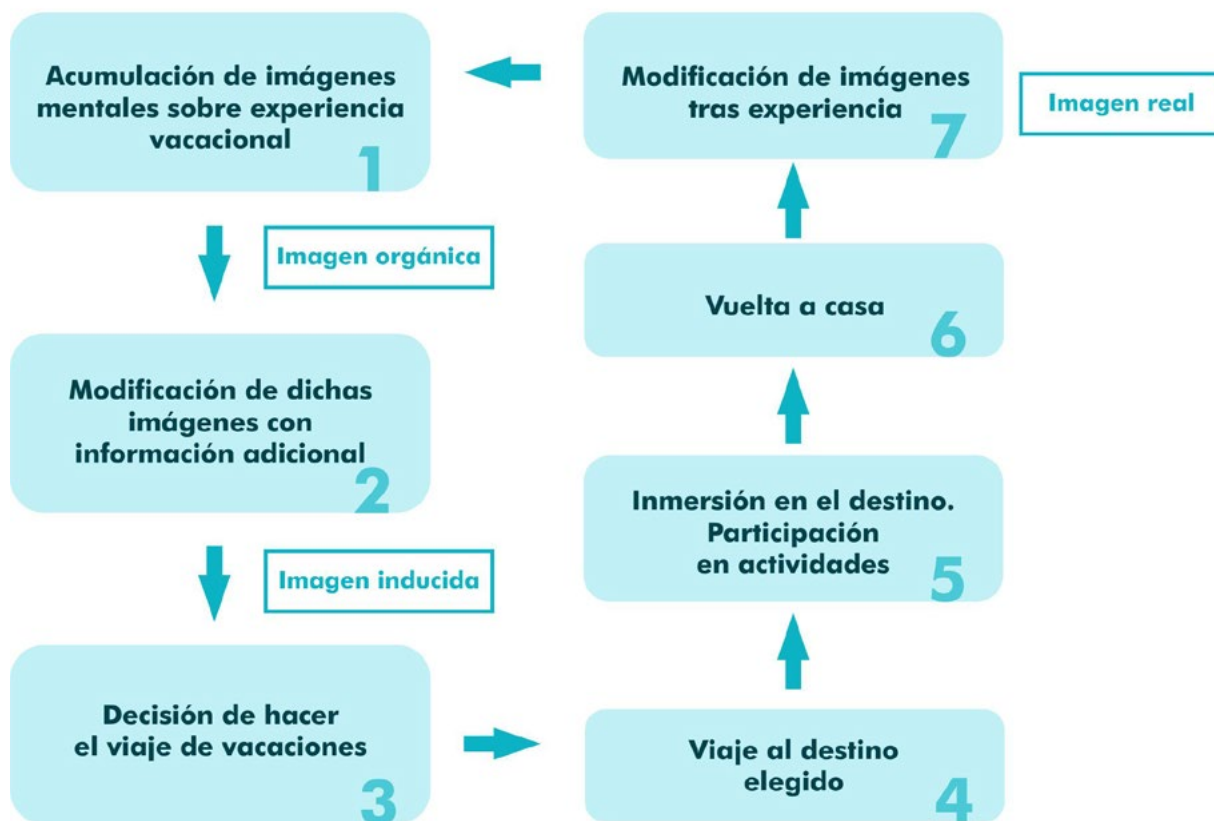 Acumulación de imágenes
mentales sobre experiencia
vacacional
1
Imagen orgánica
Modificación de dichas
imágenes con
información adicional
2
Imagen inducida
Decisión de hacer
el viaje de vacaciones
3
Viaje al destino
elegido
4
Inmersión en el destino.
Participación
en actividades
5
Vuelta a casa
6
Modificación de imágenes
tras experiencia
7
Imagen real